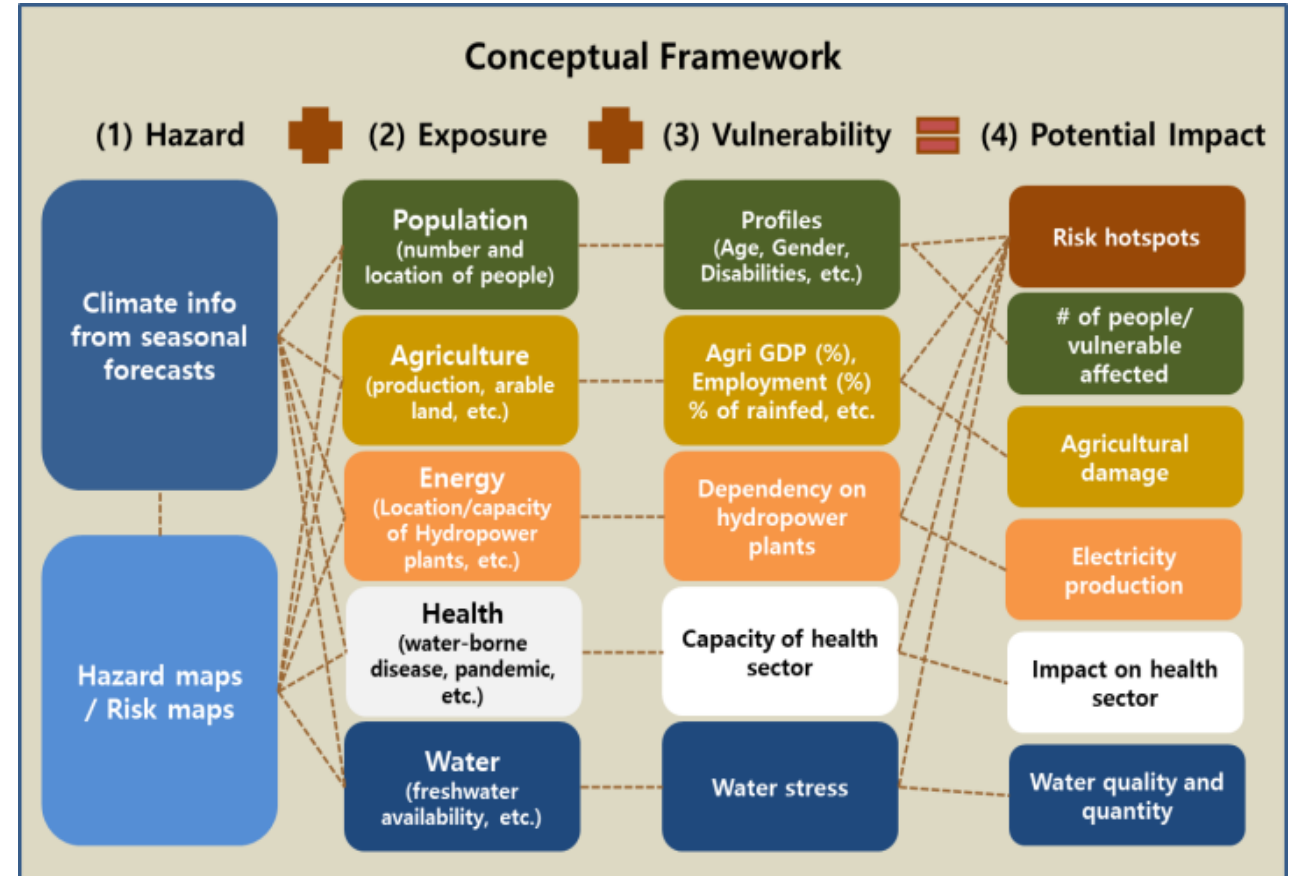 Conceptual Framework
(1) Hazard
(2) Exposure
(3) Vulnerability
(4) Potential Impact
Climate info
from seasonal
forecasts
Hazard maps
/ Risk maps
Population
(number and
location of people)
Agriculture
(production, arable
land, etc.)
Energy
(Location/capacity
of Hydropower
plants, etc.)
Health
(water-borne
disease, pandemic,
etc.)
Water
(freshwater
availability, etc.)
Profiles
(Age, Gender,
Disabilities, etc.)
Agri GDP (%),
Employment (%)
% of rainfed, etc.
Dependency on
hydropower
plants
Capacity of health
sector
Water stress
Risk hotspots
# of people/
vulnerable
affected
Agricultural
damage
Electricity
production
Impact on health
sector
Water quality and
quantity